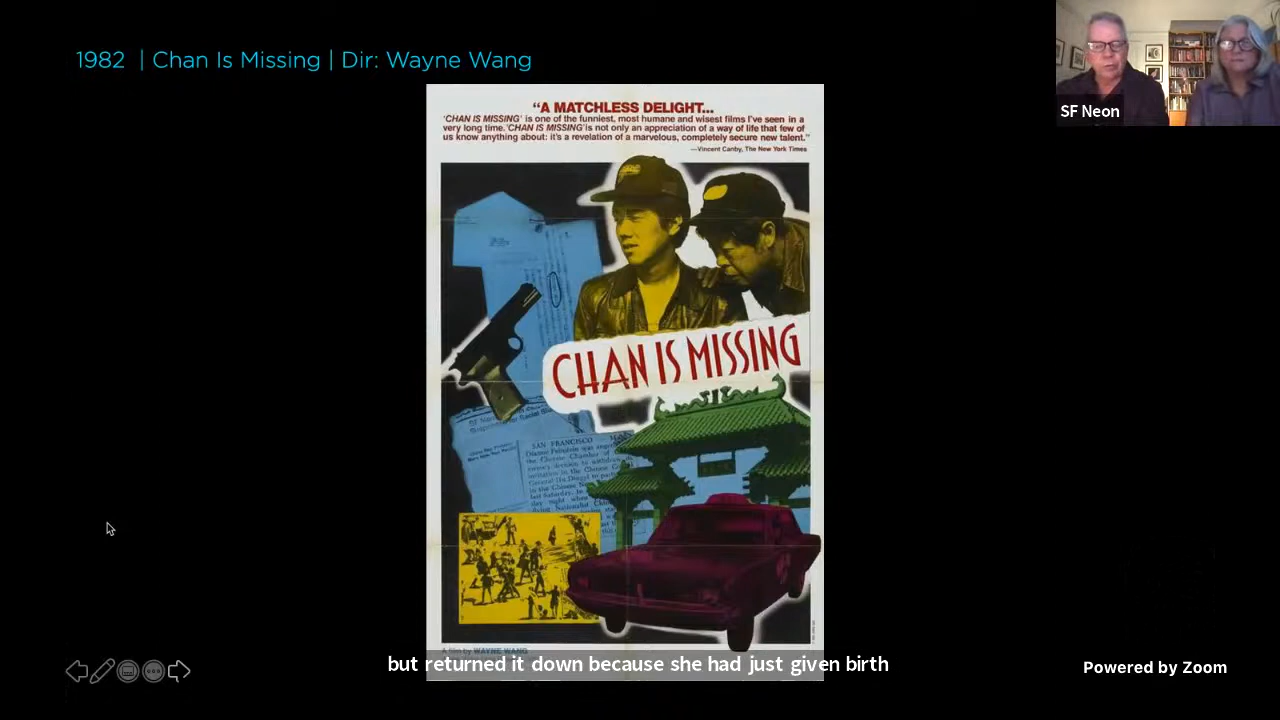 1982 | Chan Is Missing | Dir: Wayne Wang
SF Neon
“A MATCHLESS DELIGHT...
‘CHAN IS MISSING’ is one of the funniest, most humane and wisest films I've seen in a
very long time. ‘CHAN IS MISSING’ is not only an appreciation of a way of life that few of
us know anything about: it's a revelation of a marvelous, completely secure new talent.”
—Vincent Canby, The New York Times
CHAN IS MISSING
SAN FRANCISCO
A film by WAYNE WANG
but returned it down because she had just given birth
Powered by Zoom